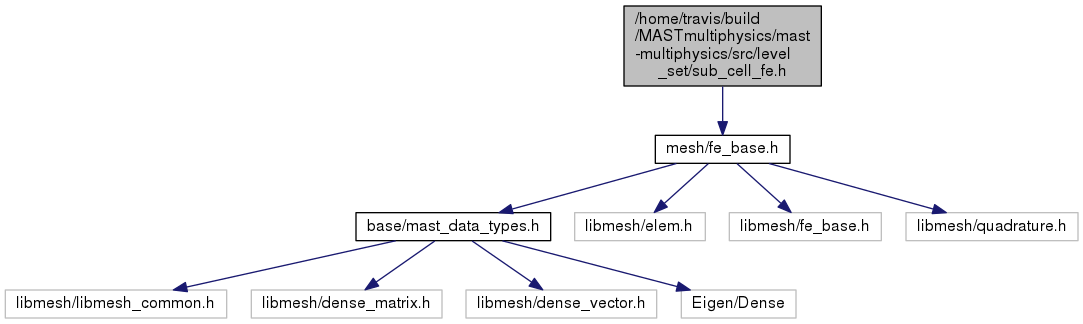 /home/travis/build
/MASTmultiphysics/mast
-multiphysics/src/level
_set/sub_cell_fe.h
mesh/fe_base.h
base/mast_data_types.h
libmesh/elem.h
libmesh/fe_base.h
libmesh/quadrature.h
libmesh/libmesh_common.h
libmesh/dense_matrix.h
libmesh/dense_vector.h
Eigen/Dense